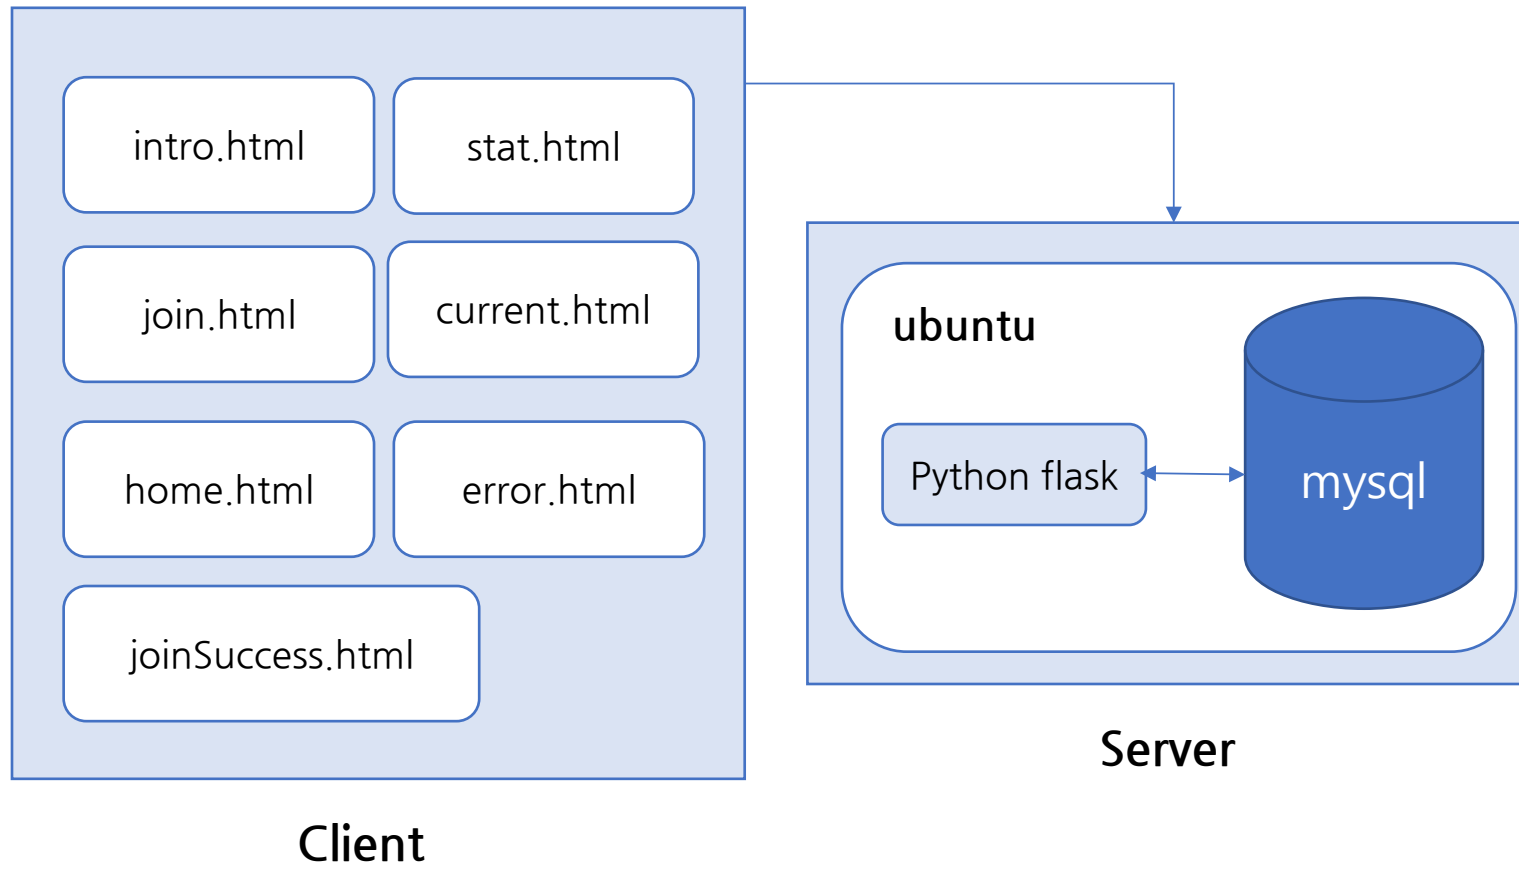 intro.html
stat.html
join.html
current.html
home.html
error.html
joinSuccess.html
Client
ubuntu
Python flask
mysql
Server